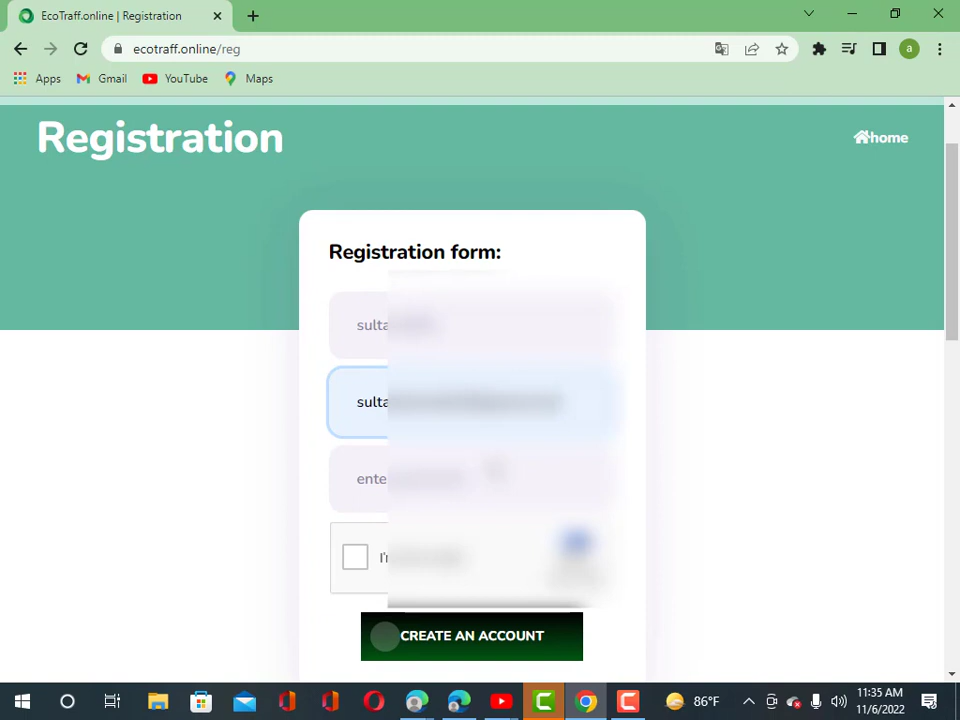 EcoTraff.online | Registration
ecotraff.online/reg
a
Apps
Gmail
YouTube
Maps
Registration
home
Registration form:
sulta
sulta
ente
I'
CREATE AN ACCOUNT
86°F
11:35 AM
11/6/2022